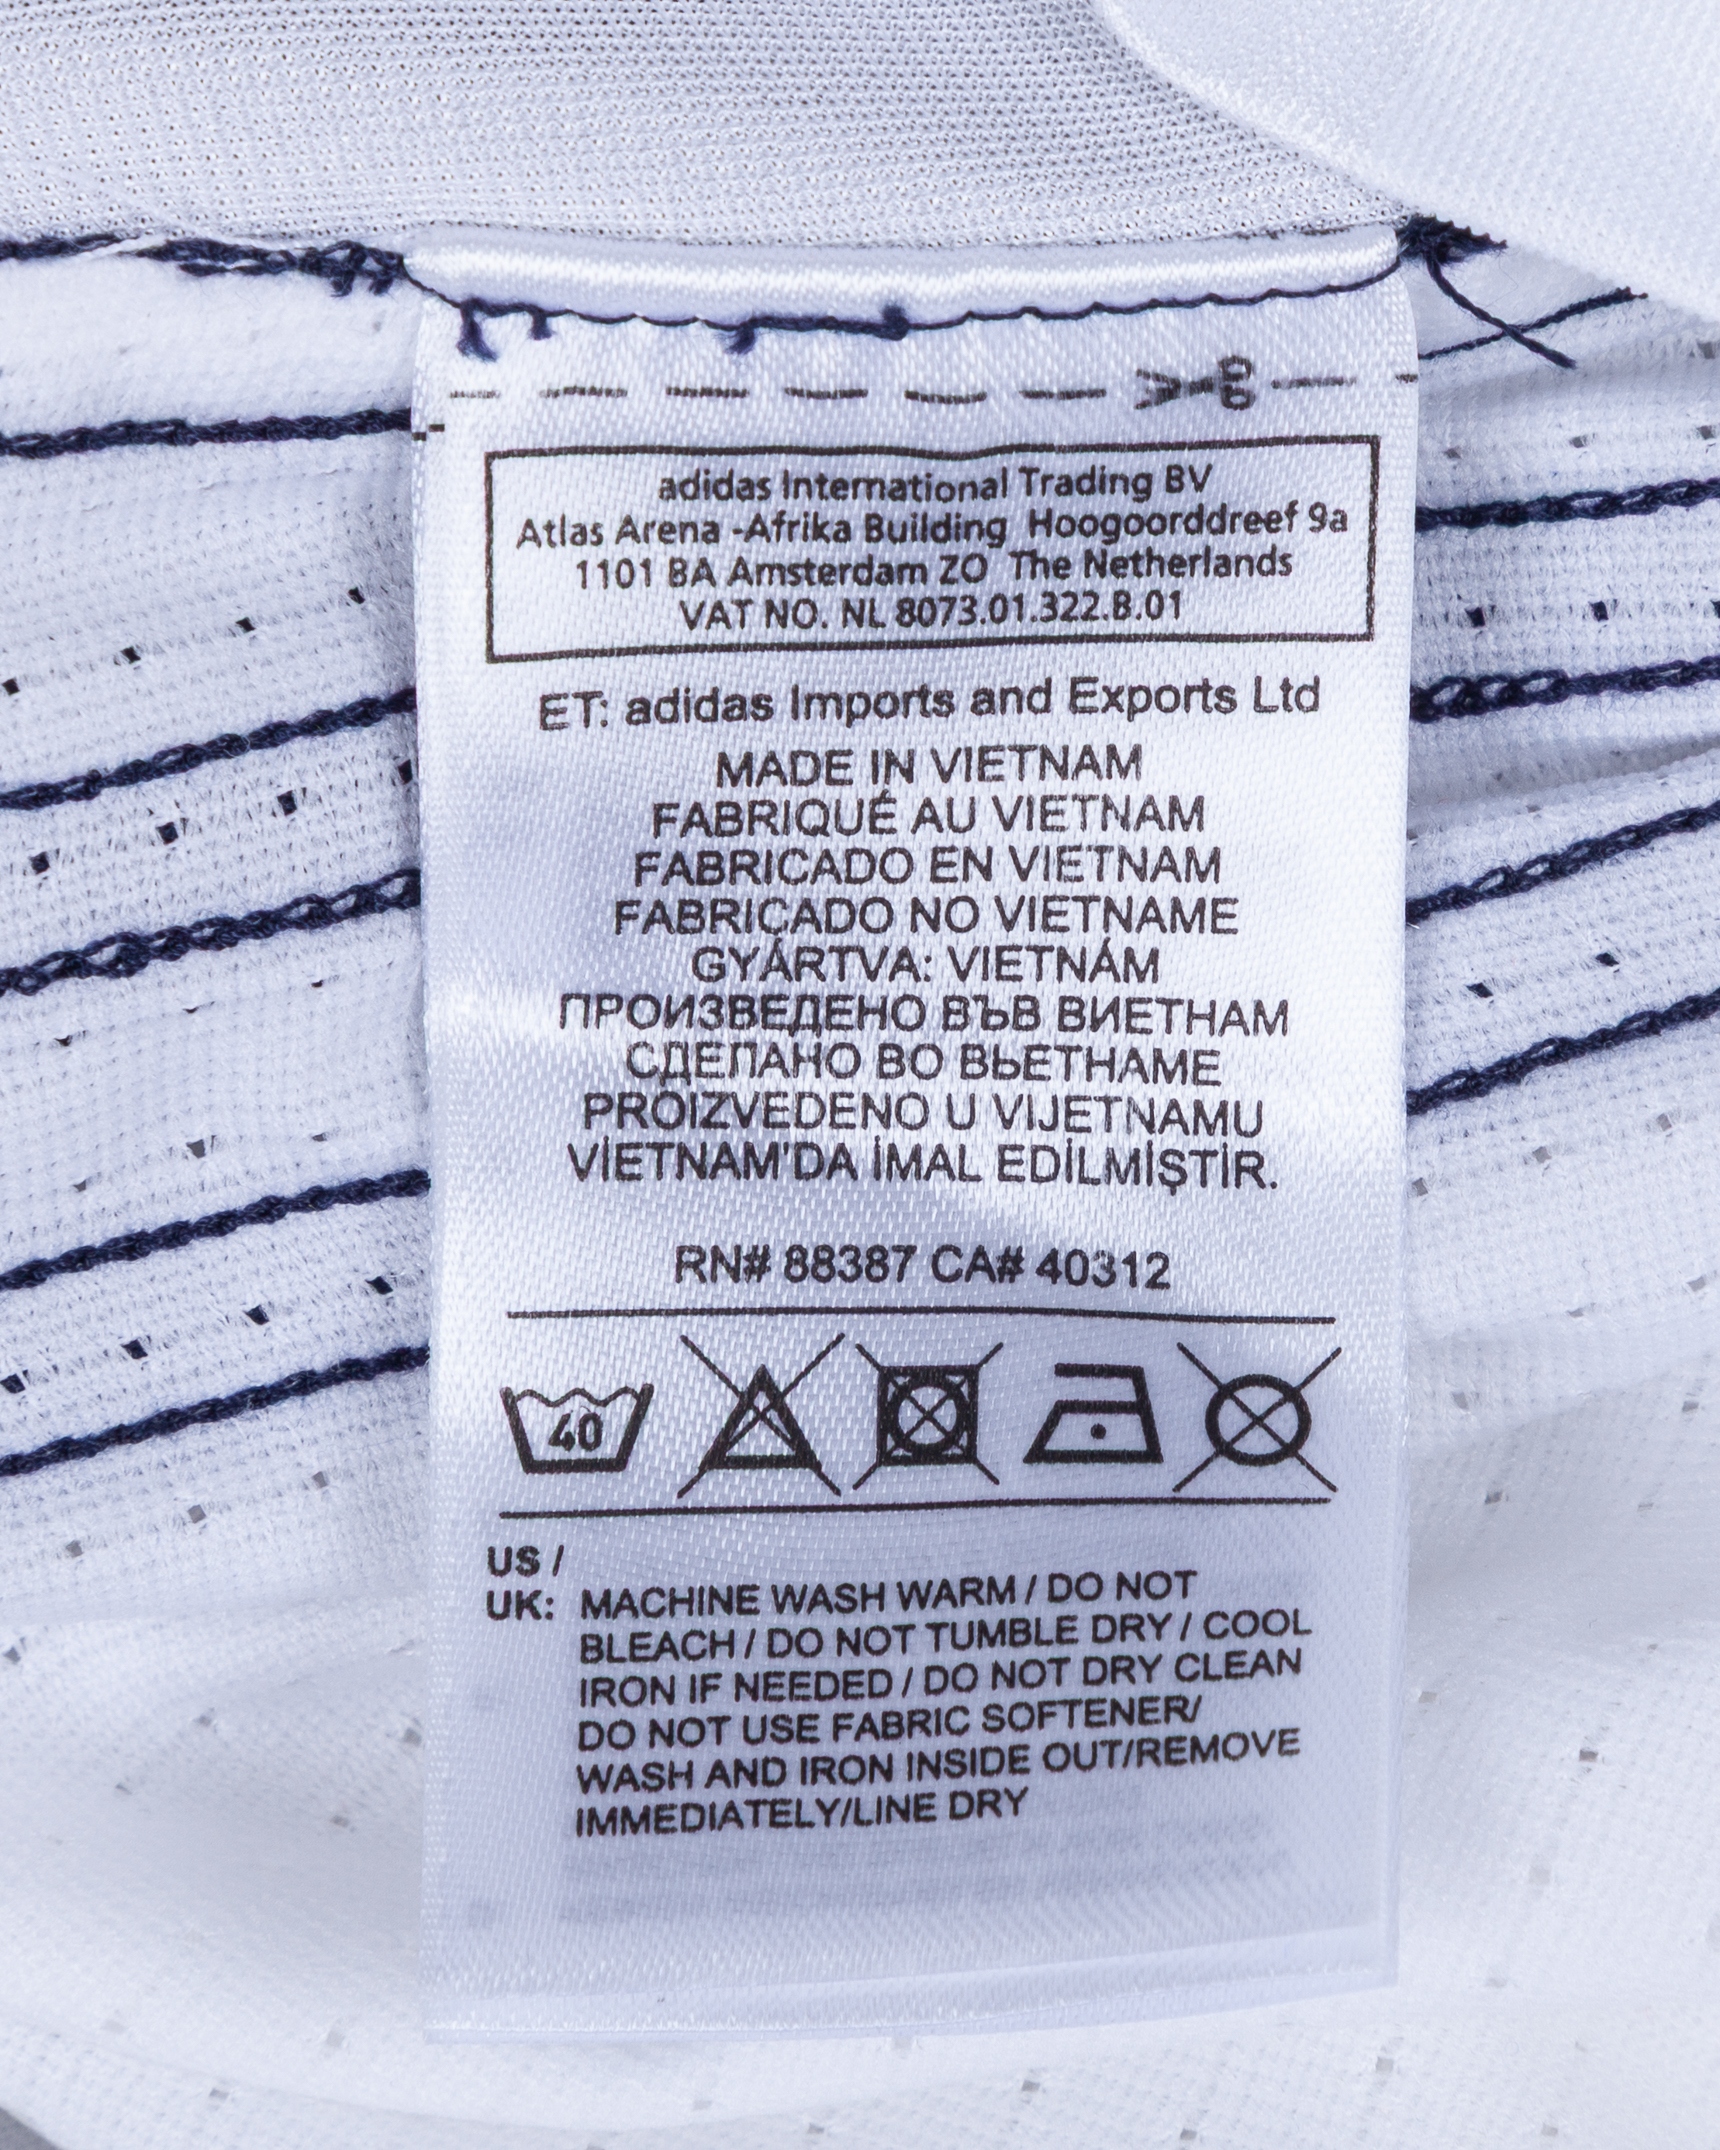 adidas International Trading BV
Atlas Arena -Afrika Building Hoogoorddreef 9a
1101 BA Amsterdam ZO The Netherlands
VAT NO. NL 8073.01.322.B.01
ET: adidas Imports and Exports Ltd
MADE IN VIETNAM
FABRIQUÉ AU VIETNAM
FABRICADO EN VIETNAM
FABRICADO NO VIETNAME
GYÁRTVA: VIETNÁM
ПРОИЗВЕДЕНО ВЪВ ВИЕТНАМ
СДЕЛАНО ВО ВЬЕТНАМЕ
PROIZVEDENO U VIJETNAMU
VİETNAM'DA İMAL EDİLMİŞTİR.
RN# 88387 CA# 40312
40
US /
UK: MACHINE WASH WARM / DO NOT
BLEACH / DO NOT TUMBLE DRY / COOL
IRON IF NEEDED / DO NOT DRY CLEAN
DO NOT USE FABRIC SOFTENER/
WASH AND IRON INSIDE OUT/REMOVE
IMMEDIATELY/LINE DRY